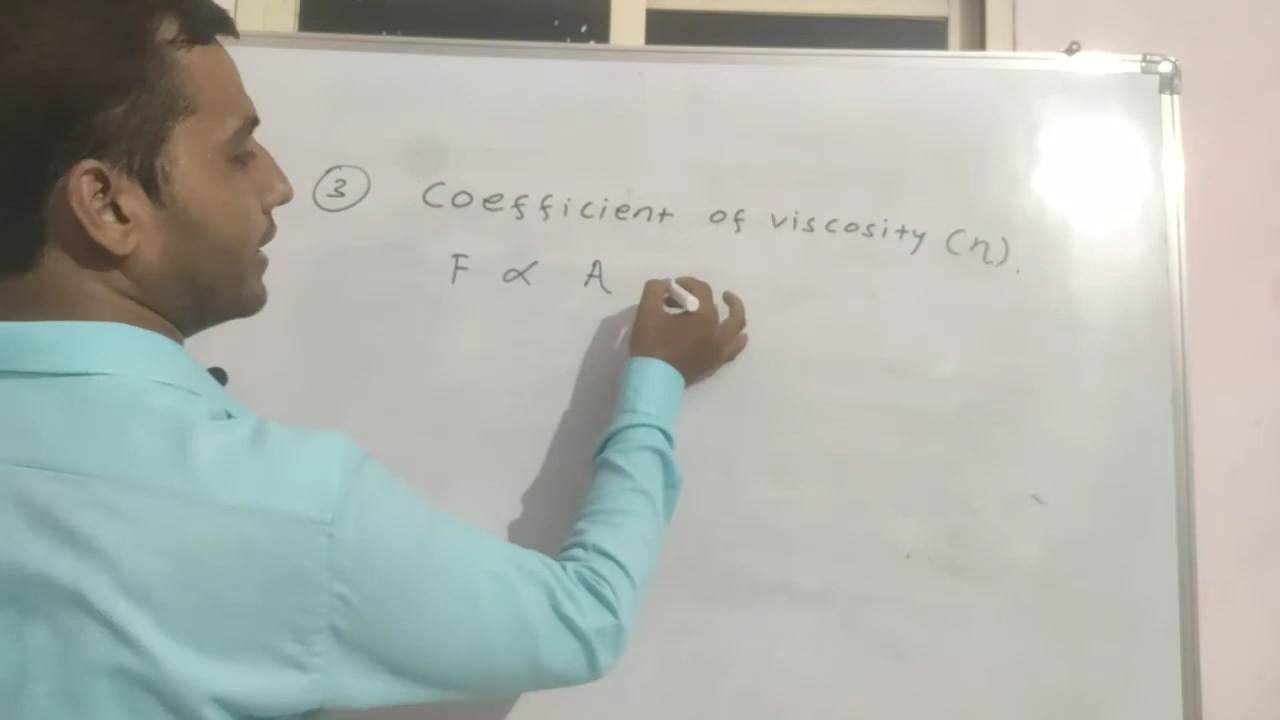 ③ Coefficient of viscosity (η).
F ∝ A